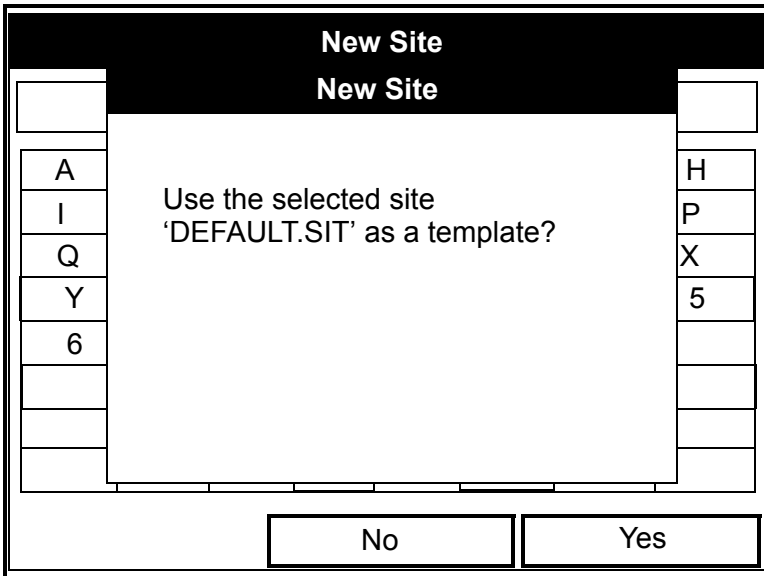 New Site
New Site
A H
Use the selected site
I P
‘DEFAULT.SIT’ as a template?
Q X
Y 5
6
No Yes